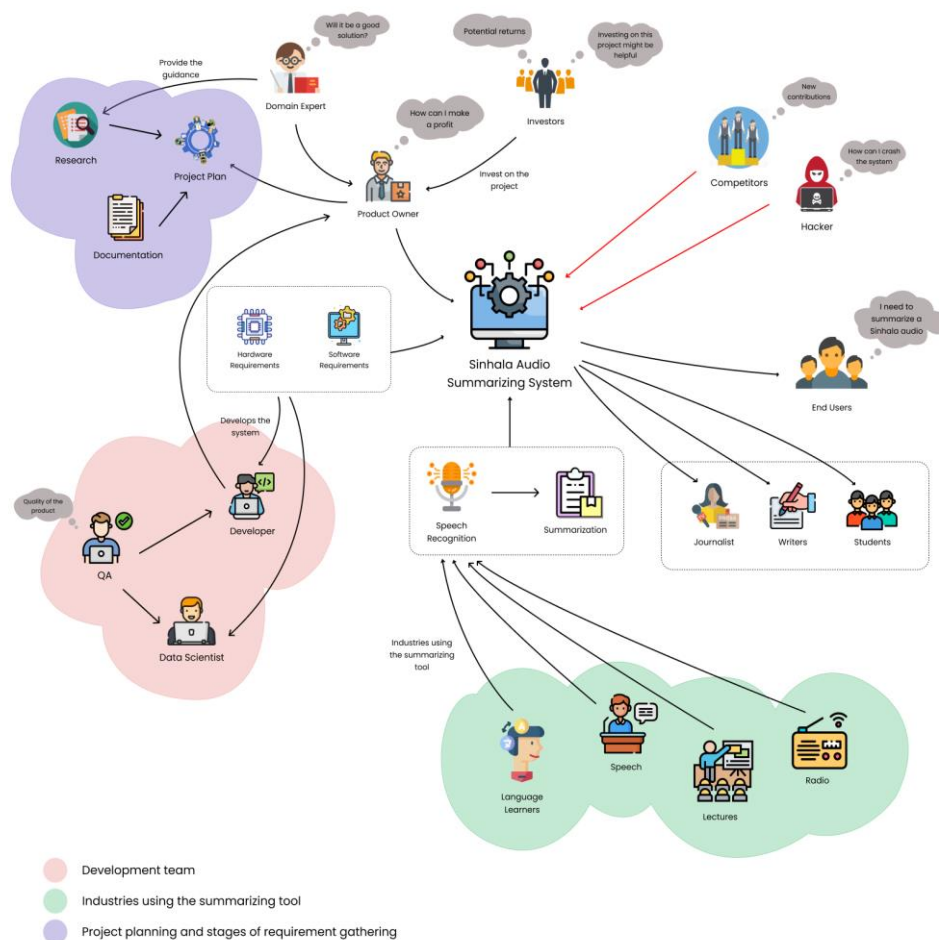 Will it be a good
solution?
Potential returns
Investing on this
project might be
helpful
Provide the
guidance
Domain Expert
Investors
New
contributions
How can I make
a profit
How can I crash
the system
Research
Project Plan
Invest on the
project
Competitors
Product Owner
Hacker
Documentation
I need to
summarize a
Sinhala audio
Hardware
Requirements
Software
Requirements
Sinhala Audio
Summarizing System
End Users
Develops the
system
Quality of the
product
Developer
Speech
Recognition
Summarization
Journalist
Writers
Students
QA
Data Scientist
Industries using
the summarizing
tool
Language
Learners
Speech
Lectures
Radio
Development team
Industries using the summarizing tool
Project planning and stages of requirement gathering